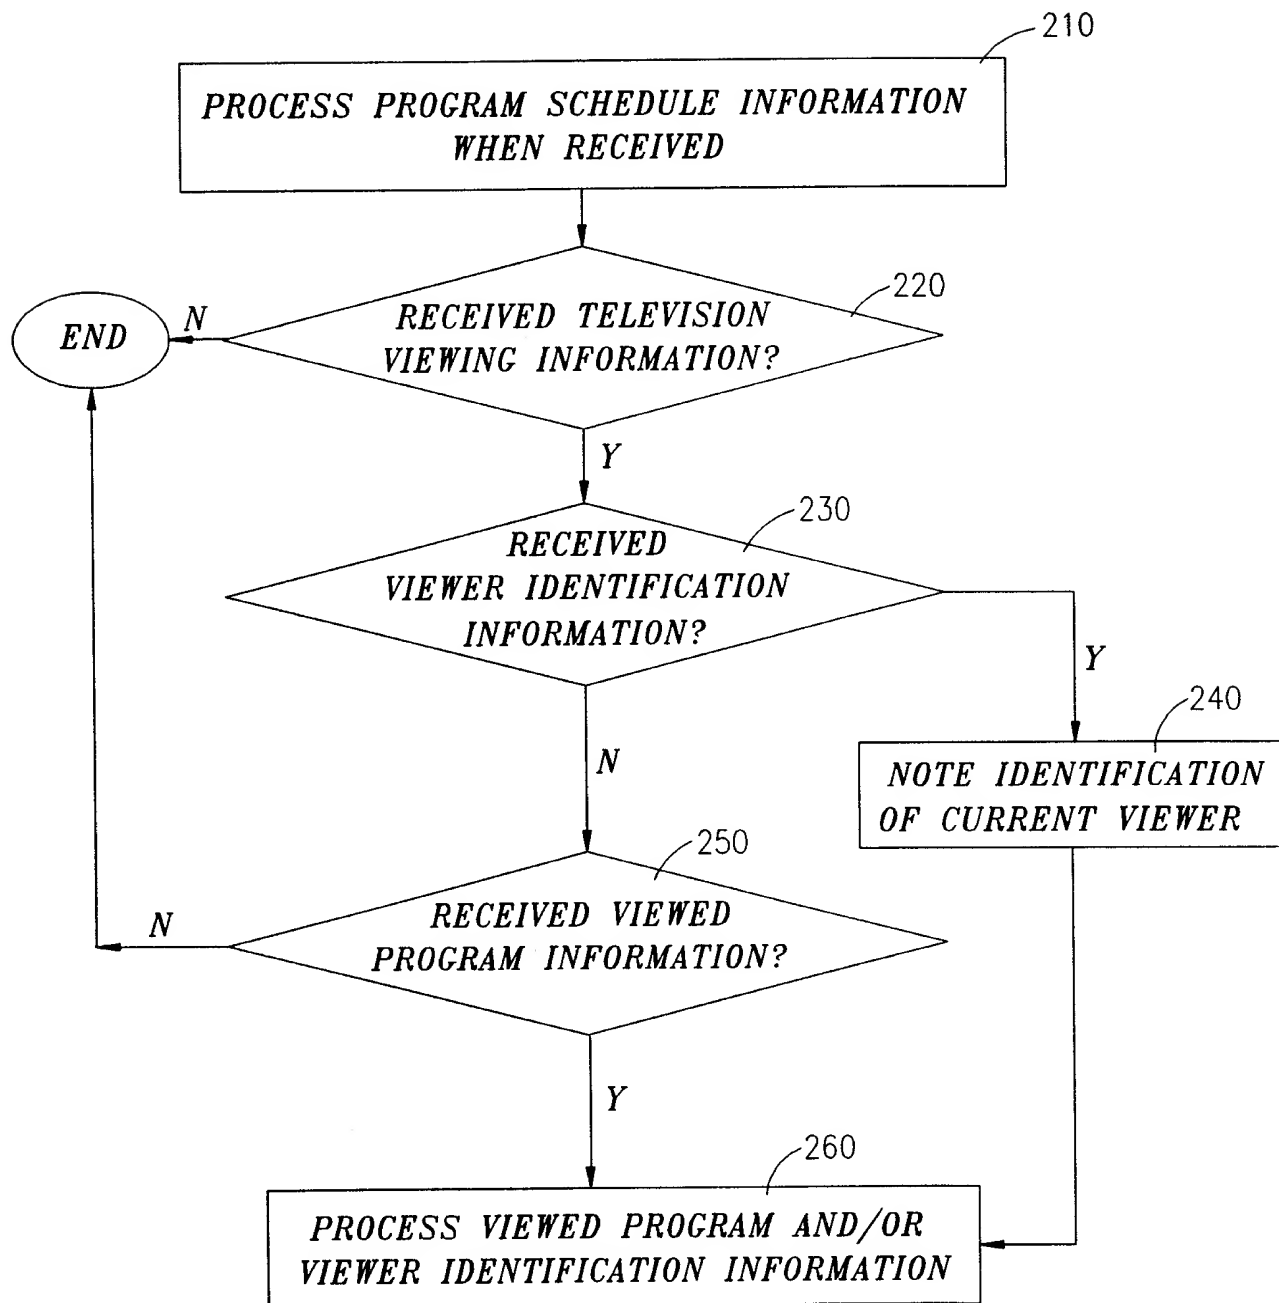 210
PROCESS PROGRAM SCHEDULE INFORMATION
WHEN RECEIVED
220
RECEIVED TELEVISION
VIEWING INFORMATION?
N
END
Y
230
RECEIVED
VIEWER IDENTIFICATION
INFORMATION?
Y
240
NOTE IDENTIFICATION
OF CURRENT VIEWER
N
250
RECEIVED VIEWED
PROGRAM INFORMATION?
N
Y
260
PROCESS VIEWED PROGRAM AND/OR
VIEWER IDENTIFICATION INFORMATION